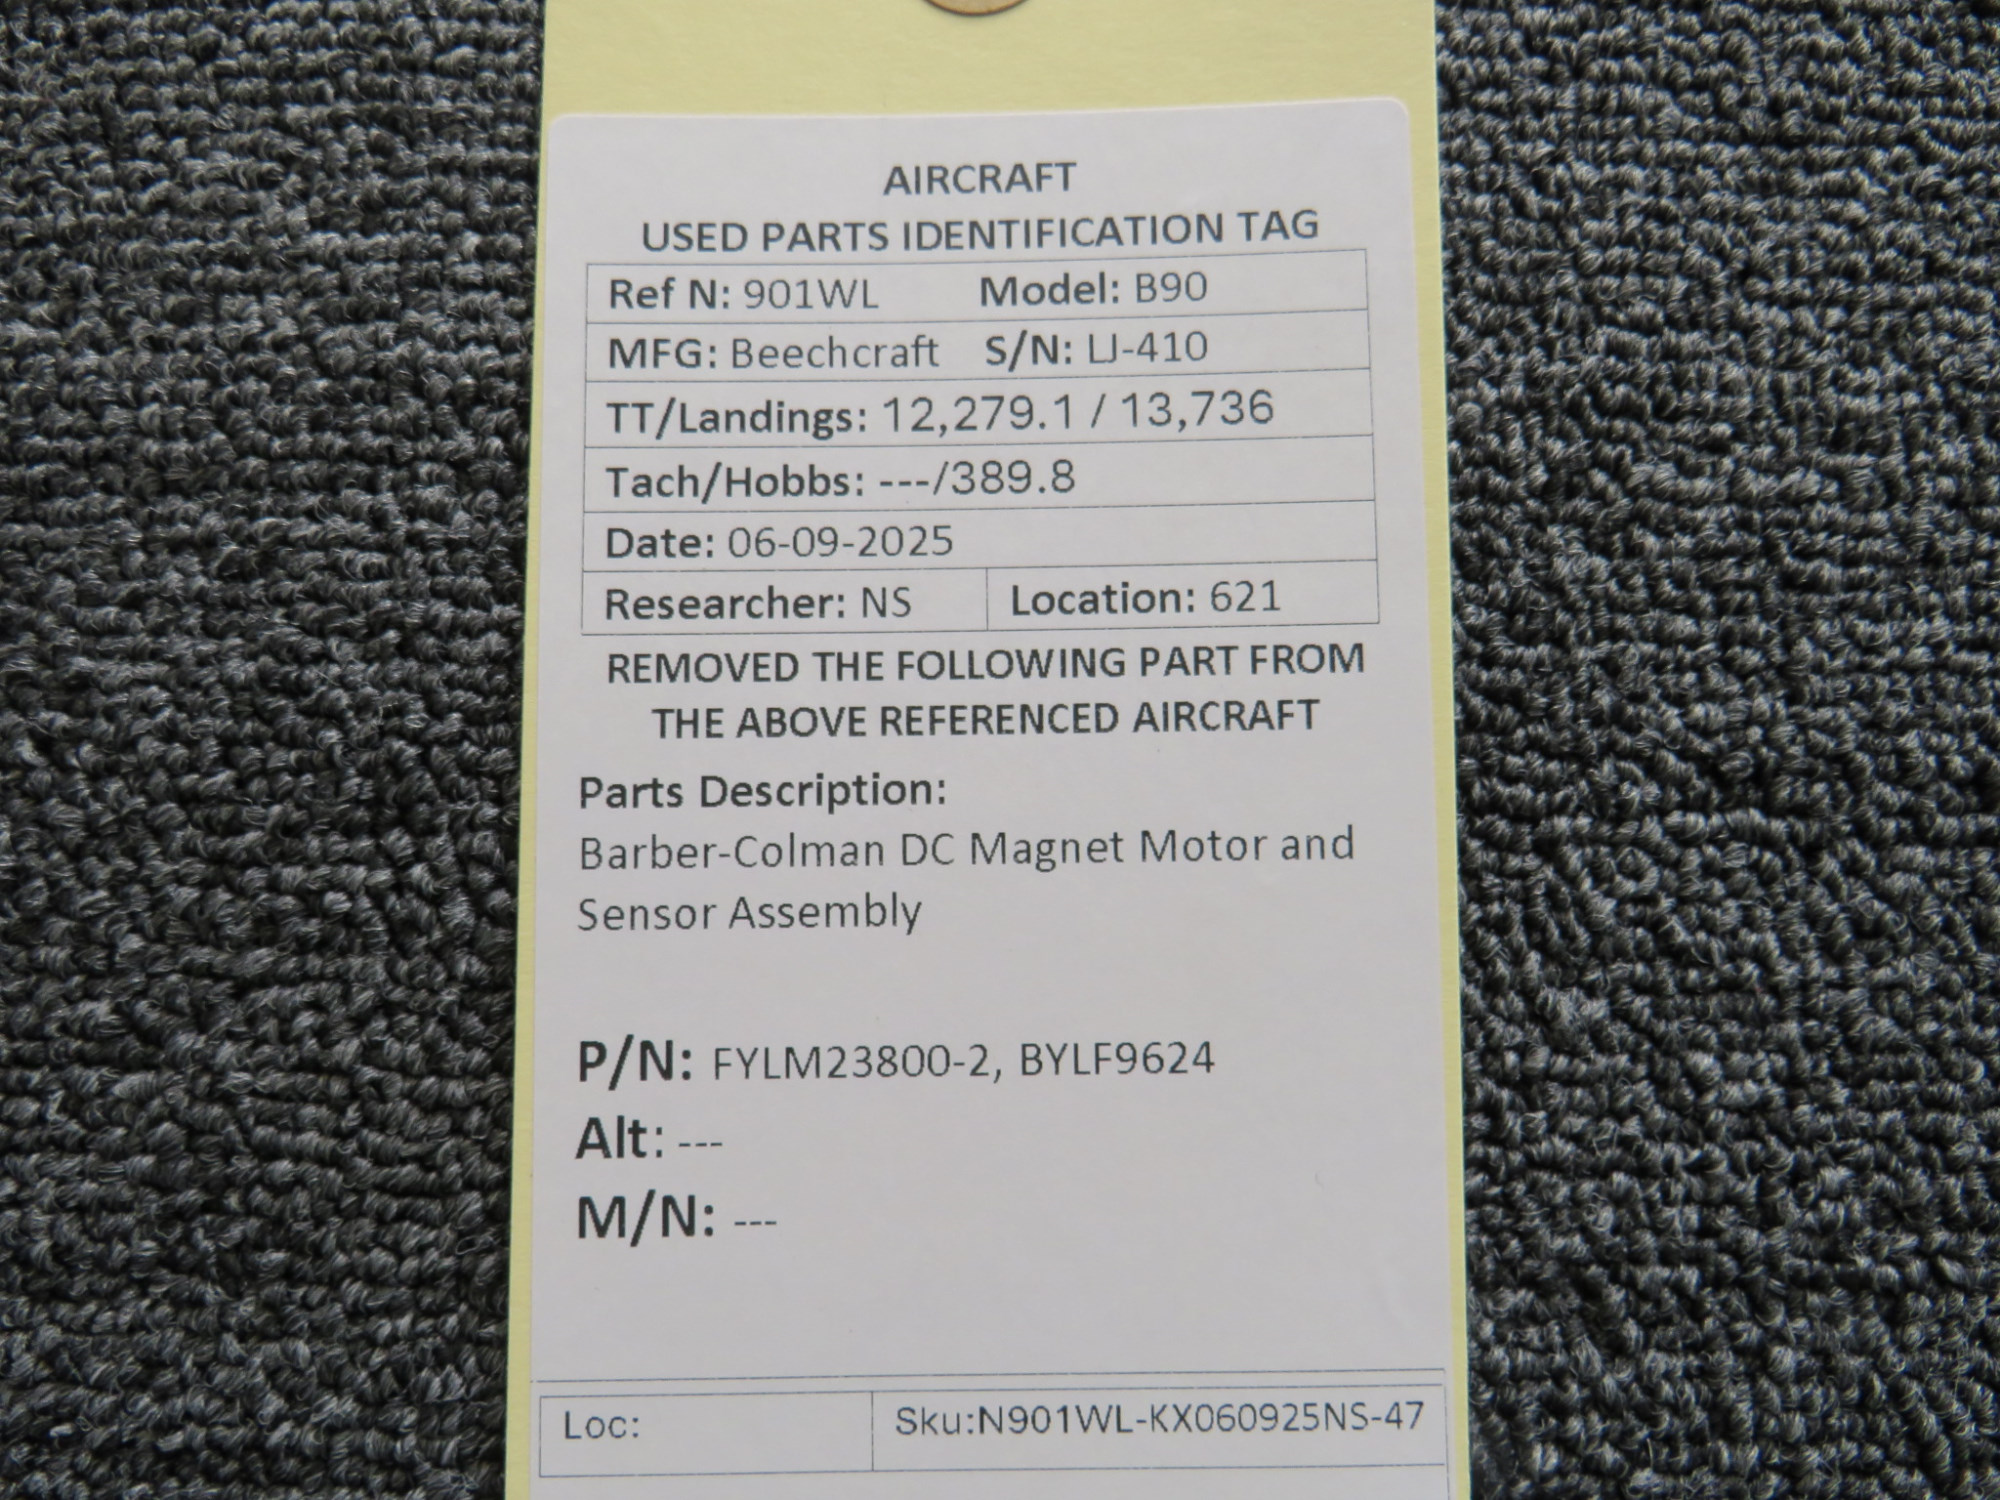 AIRCRAFT
USED PARTS IDENTIFICATION TAG
Ref N: 901WL Model: B90
MFG: Beechcraft S/N: LJ-410
TT/Landings: 12,279.1 / 13,736
Tach/Hobbs: ---/389.8
Date: 06-09-2025
Researcher: NS Location: 621
REMOVED THE FOLLOWING PART FROM
THE ABOVE REFERENCED AIRCRAFT
Parts Description:
Barber-Colman DC Magnet Motor and
Sensor Assembly
P/N: FYLM23800-2, BYLF9624
Alt: ---
M/N: ---
Loc: Sku:N901WL-KX060925NS-47